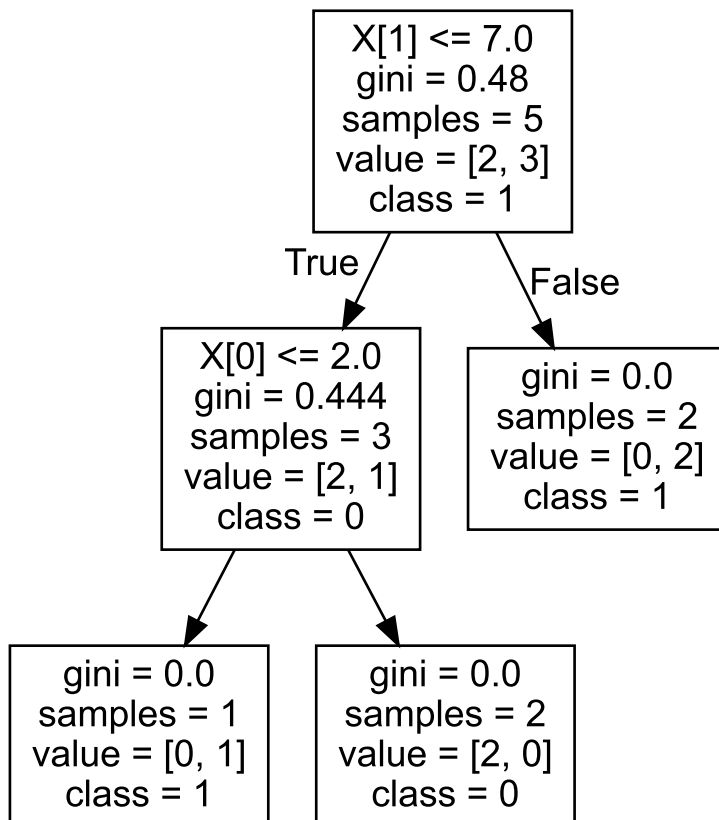 X[1] <= 7.0
gini = 0.48
samples = 5
value = [2, 3]
class = 1
True
False
X[0] <= 2.0
gini = 0.444
samples = 3
value = [2, 1]
class = 0
gini = 0.0
samples = 2
value = [0, 2]
class = 1
gini = 0.0
samples = 1
value = [0, 1]
class = 1
gini = 0.0
samples = 2
value = [2, 0]
class = 0